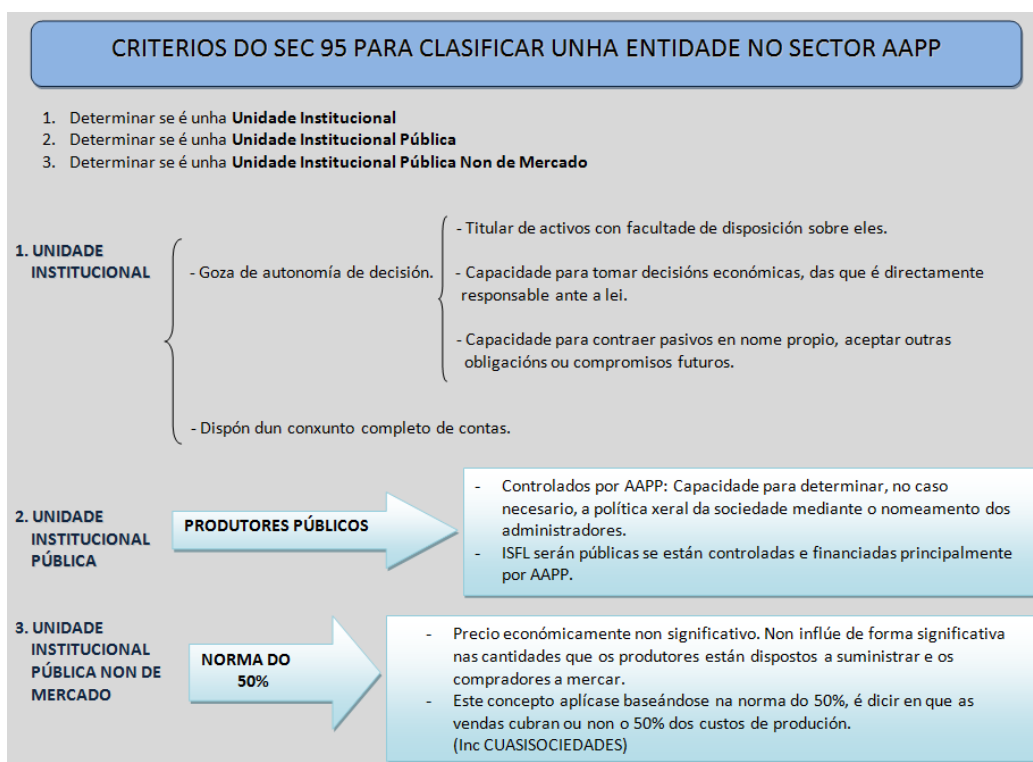 CRITERIOS DO SEC 95 PARA CLASIFICAR UNHA ENTIDADE NO SECTOR AAPP
1. Determinar se é unha Unidade Institucional
2. Determinar se é unha Unidade Institucional Pública
3. Determinar se é unha Unidade Institucional Pública Non de Mercado
1. UNIDADE
INSTITUCIONAL
- Goza de autonomía de decisión.
- Titular de activos con facultade de disposición sobre eles.
- Capacidade para tomar decisións económicas, das que é directamente
responsable ante a lei.
- Capacidade para contraer pasivos en nome propio, aceptar outras
obligacións ou compromisos futuros.
- Dispón dun conxunto completo de contas.
2. UNIDADE
INSTITUCIONAL
PÚBLICA
PRODUTORES PÚBLICOS
- Controlados por AAPP: Capacidade para determinar, no caso
necesario, a política xeral da sociedade mediante o nomeamento dos
administradores.
- ISFL serán públicas se están controladas e financiadas principalmente
por AAPP.
3. UNIDADE
INSTITUCIONAL
PÚBLICA NON DE
MERCADO
NORMA DO
50%
- Precio económicamente non significativo. Non inflúe de forma significativa
nas cantidades que os produtores están dispostos a suministrar e os
compradores a mercar.
- Este concepto aplícase baseándose na norma do 50%, é dicir en que as
vendas cubran ou non o 50% dos custos de produción.
(Inc CUASISOCIEDADES)